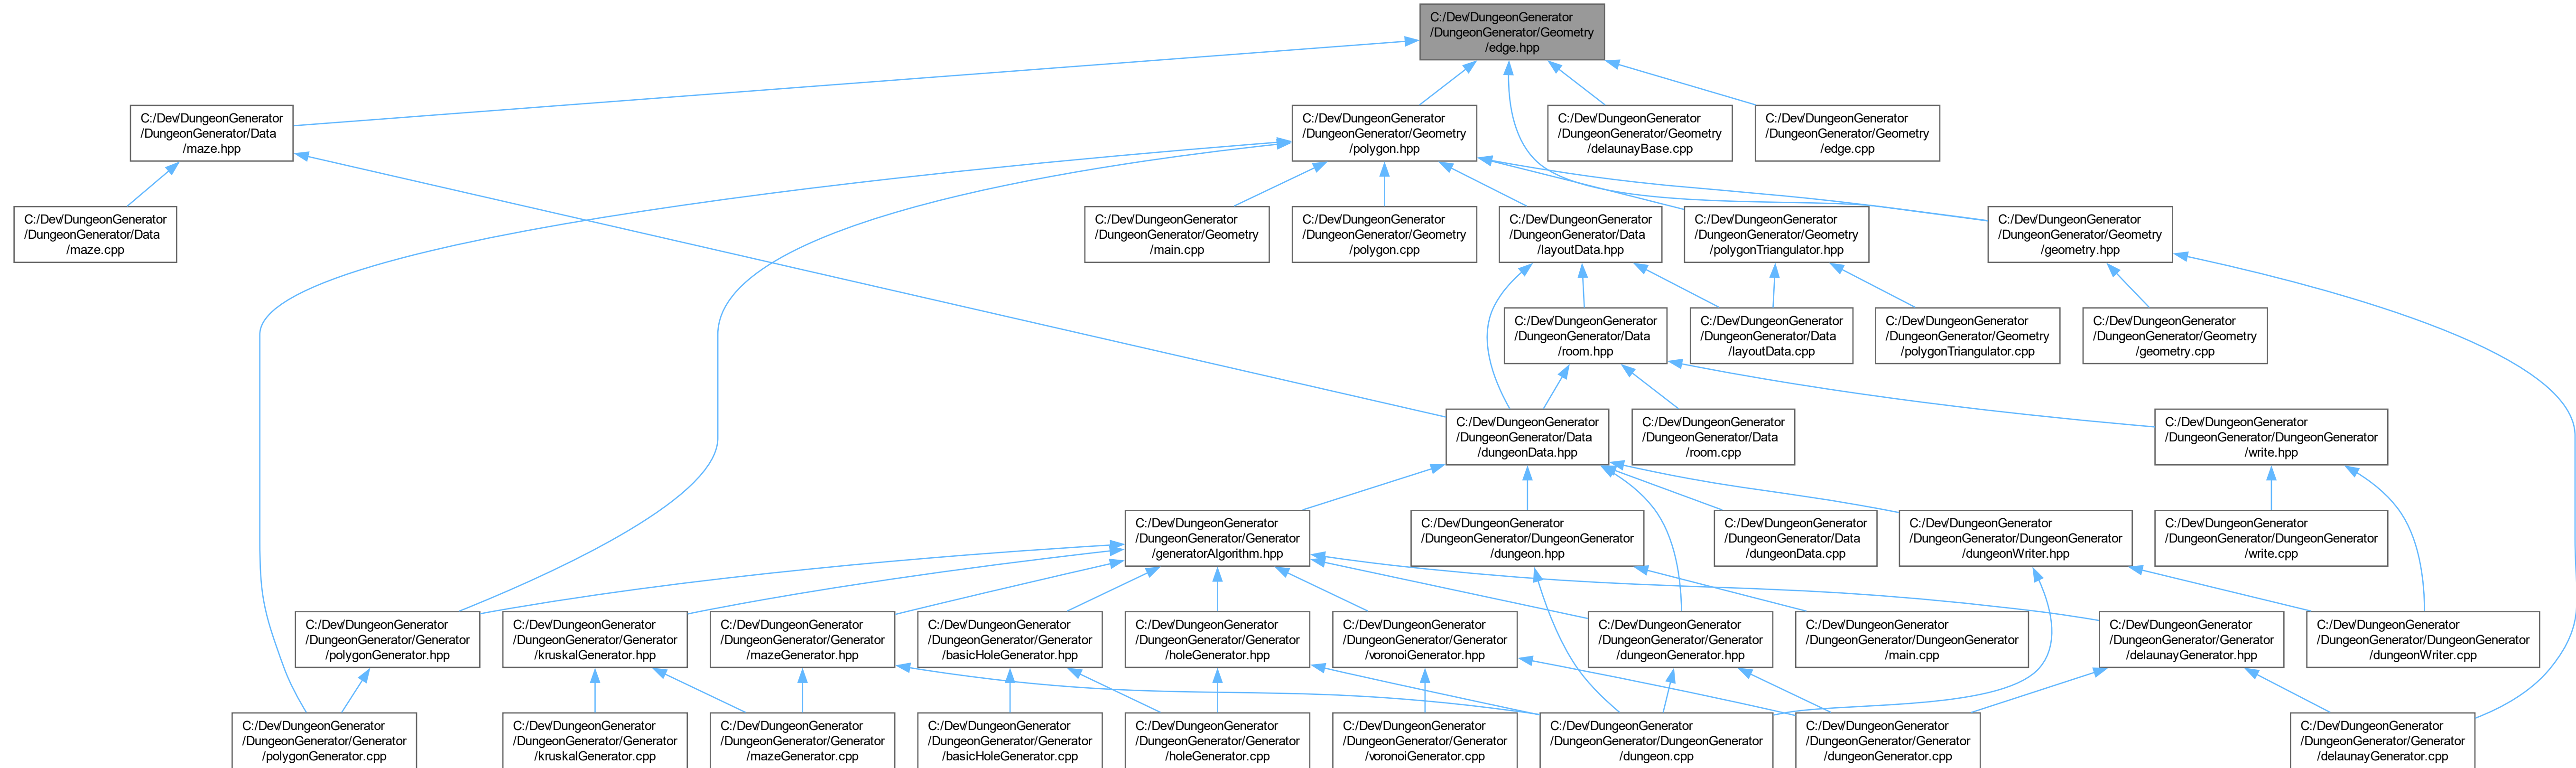 C:/Dev/DungeonGenerator
/DungeonGenerator/Geometry
/edge.hpp
C:/Dev/DungeonGenerator
/DungeonGenerator/Data
/maze.hpp
C:/Dev/DungeonGenerator
/DungeonGenerator/Geometry
/polygon.hpp
C:/Dev/DungeonGenerator
/DungeonGenerator/Geometry
/delaunayBase.cpp
C:/Dev/DungeonGenerator
/DungeonGenerator/Geometry
/edge.cpp
C:/Dev/DungeonGenerator
/DungeonGenerator/Data
/maze.cpp
C:/Dev/DungeonGenerator
/DungeonGenerator/Geometry
/main.cpp
C:/Dev/DungeonGenerator
/DungeonGenerator/Geometry
/polygon.cpp
C:/Dev/DungeonGenerator
/DungeonGenerator/Data
/layoutData.hpp
C:/Dev/DungeonGenerator
/DungeonGenerator/Geometry
/polygonTriangulator.hpp
C:/Dev/DungeonGenerator
/DungeonGenerator/Geometry
/geometry.hpp
C:/Dev/DungeonGenerator
/DungeonGenerator/Data
/room.hpp
C:/Dev/DungeonGenerator
/DungeonGenerator/Data
/layoutData.cpp
C:/Dev/DungeonGenerator
/DungeonGenerator/Geometry
/polygonTriangulator.cpp
C:/Dev/DungeonGenerator
/DungeonGenerator/Geometry
/geometry.cpp
C:/Dev/DungeonGenerator
/DungeonGenerator/Data
/dungeonData.hpp
C:/Dev/DungeonGenerator
/DungeonGenerator/Data
/room.cpp
C:/Dev/DungeonGenerator
/DungeonGenerator/DungeonGenerator
/write.hpp
C:/Dev/DungeonGenerator
/DungeonGenerator/Generator
/generatorAlgorithm.hpp
C:/Dev/DungeonGenerator
/DungeonGenerator/DungeonGenerator
/dungeon.hpp
C:/Dev/DungeonGenerator
/DungeonGenerator/Data
/dungeonData.cpp
C:/Dev/DungeonGenerator
/DungeonGenerator/DungeonGenerator
/dungeonWriter.hpp
C:/Dev/DungeonGenerator
/DungeonGenerator/DungeonGenerator
/write.cpp
C:/Dev/DungeonGenerator
/DungeonGenerator/Generator
/polygonGenerator.hpp
C:/Dev/DungeonGenerator
/DungeonGenerator/Generator
/kruskalGenerator.hpp
C:/Dev/DungeonGenerator
/DungeonGenerator/Generator
/mazeGenerator.hpp
C:/Dev/DungeonGenerator
/DungeonGenerator/Generator
/basicHoleGenerator.hpp
C:/Dev/DungeonGenerator
/DungeonGenerator/Generator
/holeGenerator.hpp
C:/Dev/DungeonGenerator
/DungeonGenerator/Generator
/voronoiGenerator.hpp
C:/Dev/DungeonGenerator
/DungeonGenerator/Generator
/dungeonGenerator.hpp
C:/Dev/DungeonGenerator
/DungeonGenerator/DungeonGenerator
/main.cpp
C:/Dev/DungeonGenerator
/DungeonGenerator/Generator
/delaunayGenerator.hpp
C:/Dev/DungeonGenerator
/DungeonGenerator/DungeonGenerator
/dungeonWriter.cpp
C:/Dev/DungeonGenerator
/DungeonGenerator/Generator
/polygonGenerator.cpp
C:/Dev/DungeonGenerator
/DungeonGenerator/Generator
/kruskalGenerator.cpp
C:/Dev/DungeonGenerator
/DungeonGenerator/Generator
/mazeGenerator.cpp
C:/Dev/DungeonGenerator
/DungeonGenerator/Generator
/basicHoleGenerator.cpp
C:/Dev/DungeonGenerator
/DungeonGenerator/Generator
/holeGenerator.cpp
C:/Dev/DungeonGenerator
/DungeonGenerator/Generator
/voronoiGenerator.cpp
C:/Dev/DungeonGenerator
/DungeonGenerator/DungeonGenerator
/dungeon.cpp
C:/Dev/DungeonGenerator
/DungeonGenerator/Generator
/dungeonGenerator.cpp
C:/Dev/DungeonGenerator
/DungeonGenerator/Generator
/delaunayGenerator.cpp